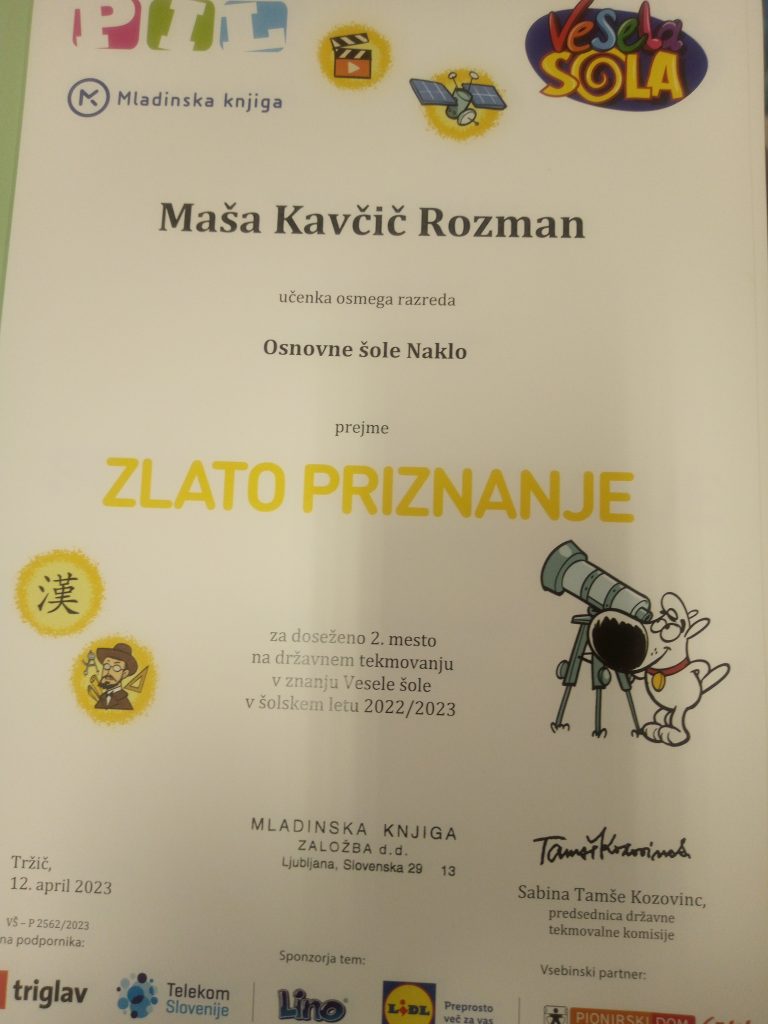 PIL
Vesela
ŠOLA
Mladinska knjiga
Maša Kavčič Rozman
učenka osmega razreda
Osnovne šole Naklo
prejme
ZLATO PRIZNANJE
漢
za doseženo 2. mesto
na državnem tekmovanju
v znanju Vesele šole
v šolskem letu 2022/2023
MLADINSKA KNJIGA
ZALOŽBA d.d.
Ljubljana, Slovenska 29 13
Tržič,
12. april 2023
Sabina Tamše Kozovinc,
predsednica državne
tekmovalne komisije
VŠ – P 2562/2023
na podpornika:
Sponzorja tem:
Vsebinski partner:
triglav
Telekom
Slovenije
Lino
LIDL
Preprosto
več za vas
PIONIRSKI DOM